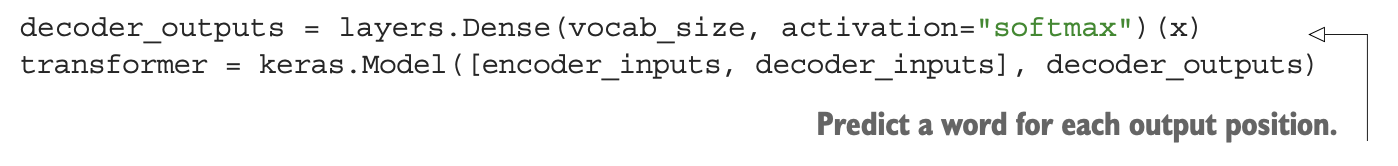 decoder_outputs = layers.Dense(vocab_size, activation="softmax")(x)
transformer = keras.Model([encoder_inputs, decoder_inputs], decoder_outputs)
Predict a word for each output position.